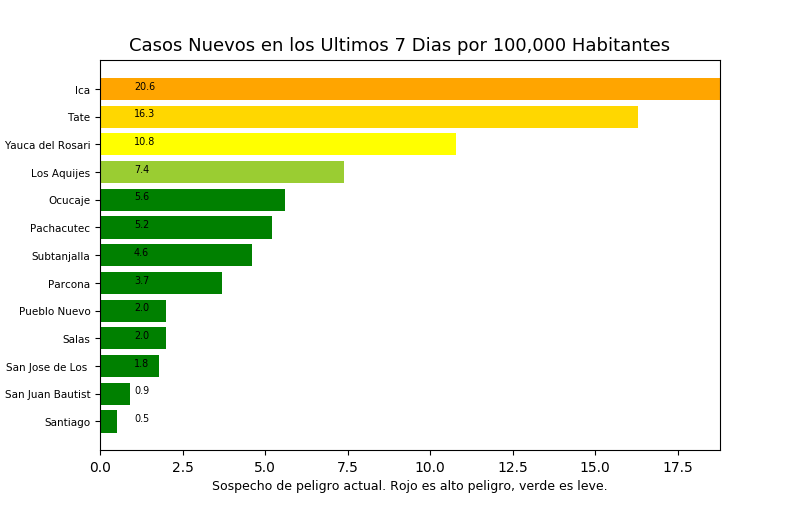 Casos Nuevos en los Ultimos 7 Dias por 100,000 Habitantes
Ica 20.6
Tate 16.3
Yauca del Rosari 10.8
Los Aquijes 7.4
Ocucaje 5.6
Pachacutec 5.2
Subtanjalla 4.6
Parcona 3.7
Pueblo Nuevo 2.0
Salas 2.0
San Jose de Los 1.8
San Juan Bautist 0.9
Santiago 0.5
0.0 2.5 5.0 7.5 10.0 12.5 15.0 17.5
Sospecho de peligro actual. Rojo es alto peligro, verde es leve.